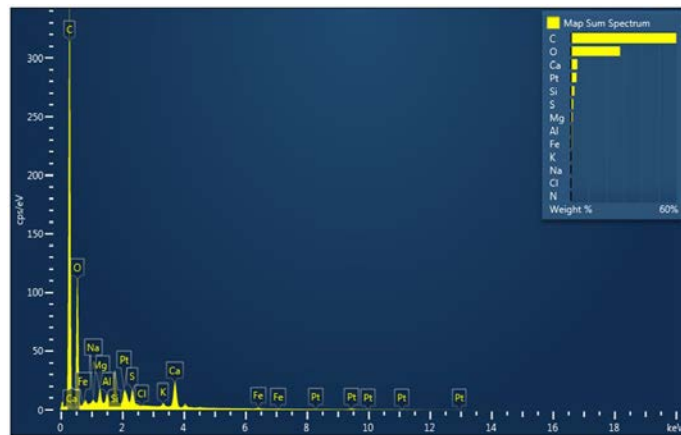 Map Sum Spectrum
C
O
Ca
Pt
Si
S
Mg
Al
Fe
K
Na
Cl
N
Weight % 60%
cps/eV
300
250
200
150
100
50
0
C
O
Ca
Fe
Na
Mg
Al
Si
Pt
S
Cl
K
Ca
Fe
Fe
Pt
Pt
Pt
Pt
Pt
0 2 4 6 8 10 12 14 16 18 keV